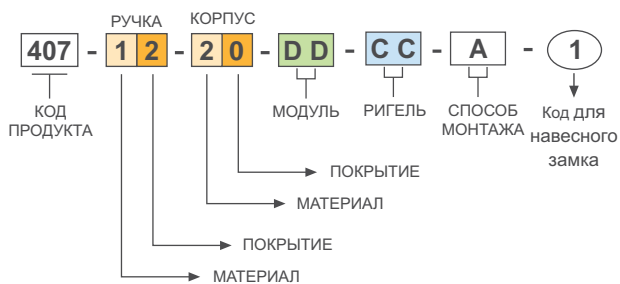 РУЧКА КОРПУС
407 - 1 2 - 2 0 - D D - C C - A - 1
КОД ПРОДУКТА
МОДУЛЬ
РИГЕЛЬ
СПОСОБ МОНТАЖА
Код для навесного замка
ПОКРЫТИЕ
МАТЕРИАЛ
ПОКРЫТИЕ
МАТЕРИАЛ